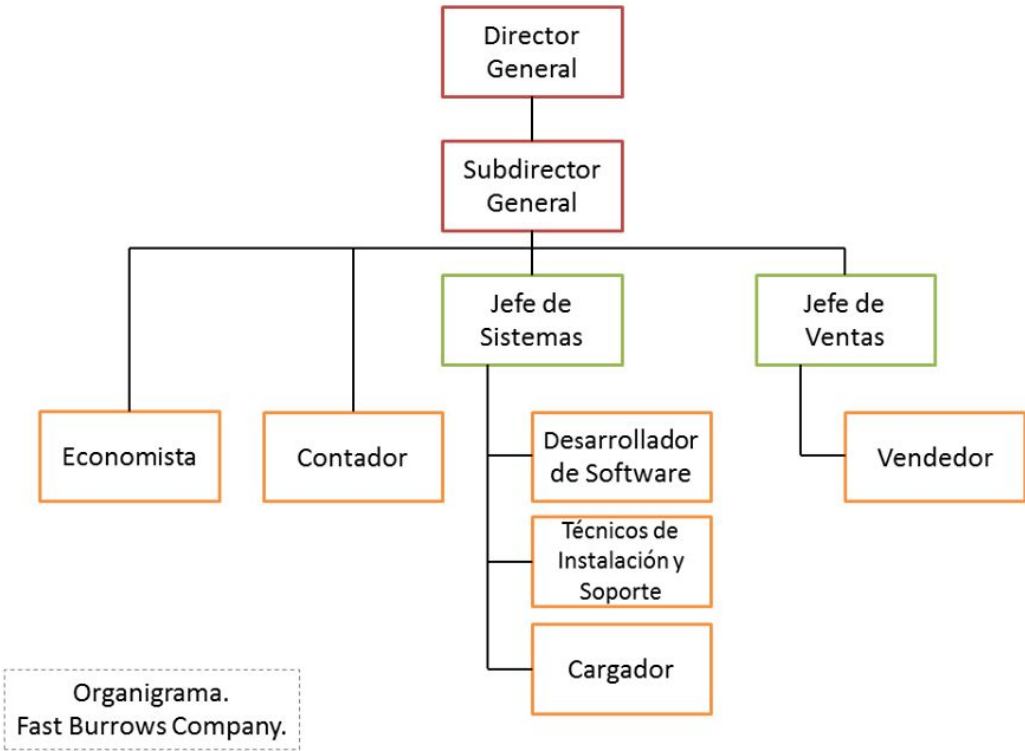 Director
General
Subdirector
General
Jefe de
Sistemas
Jefe de
Ventas
Economista
Contador
Desarrollador
de Software
Vendedor
Técnicos de
Instalación y
Soporte
Cargador
Organigrama.
Fast Burrows Company.